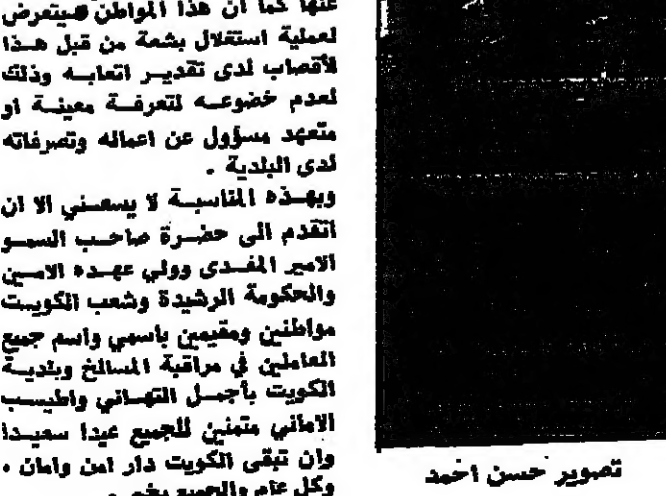 عنها كما ان هذا المواطن سيتعرض
لعملية استغلال بشعة من قبل هذا
الأقصاب لدى تقدير اتعابه وذلك
لعدم خضوعه لتعرفة معينة او
متعهد مسؤول عن اعماله وتصرفاته
لدى البلدية .
وبهذه المناسبة لا يسعني الا ان
اتقدم الى حضرة صاحب السمو
الامير المفدى وولي عهده الامين
والحكومة الرشيدة وشعب الكويت
مواطنين ومقيمين باسمي واسم جميع
العاملين في مراقبة المسالخ وبلدية
الكويت بأجمل التهاني واطيب
الاماني متمنين للجميع عيدا سعيدا
وان تبقى الكويت دار امن وامان .
وكل عام والجميع بخير .
تصوير حسن احمد